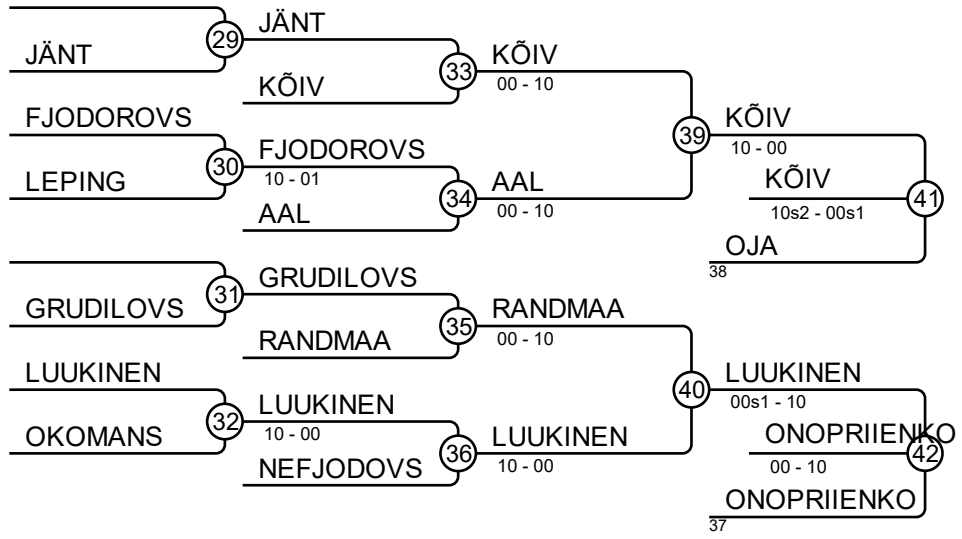 JÄNT
29
JÄNT
KÕIV
33
KÕIV
00 - 10
FJODOROVS
LEPING
30
FJODOROVS
10 - 01
AAL
34
AAL
00 - 10
39
KÕIV
10 - 00
KÕIV
10s2 - 00s1
41
OJA
38
GRUDILOVS
31
GRUDILOVS
RANDMAA
35
RANDMAA
00 - 10
LUUKINEN
OKOMANS
32
LUUKINEN
10 - 00
NEFJODOVS
36
LUUKINEN
10 - 00
40
LUUKINEN
00s1 - 10
ONOPRIIENKO
00 - 10
42
ONOPRIIENKO
37